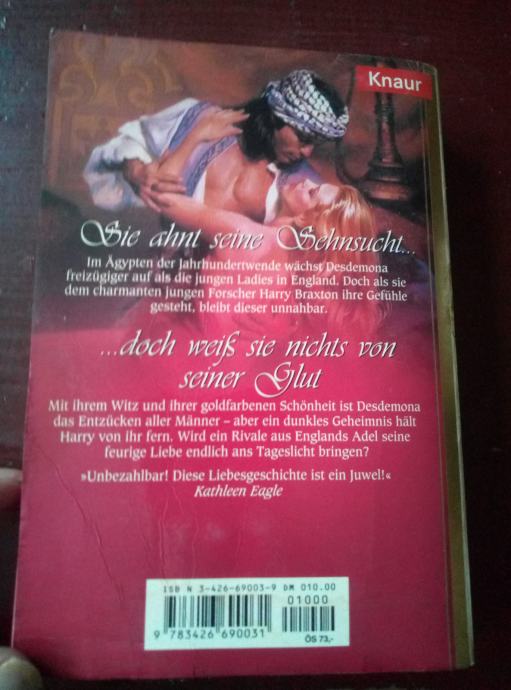 Knaur
Sie ahnt seine Sehnsucht...
Im Ägypten der Jahrhundertwende wächst Desdemona
freizügiger auf als die jungen Ladies in England. Doch als sie
dem charmanten jungen Forscher Harry Braxton ihre Gefühle
gesteht, bleibt dieser unnahbar.
...doch weiß sie nichts von
seiner Glut
Mit ihrem Witz und ihrer goldfarbenen Schönheit ist Desdemona
das Entzücken aller Männer – aber ein dunkles Geheimnis hält
Harry von ihr fern. Wird ein Rivale aus Englands Adel seine
feurige Liebe endlich ans Tageslicht bringen?
»Unbezahlbar! Diese Liebesgeschichte ist ein Juwel!«
Kathleen Eagle
ISB N 3-426-69003-9 DM 010.00
01000
9 783426 690031
ÖS 73,-